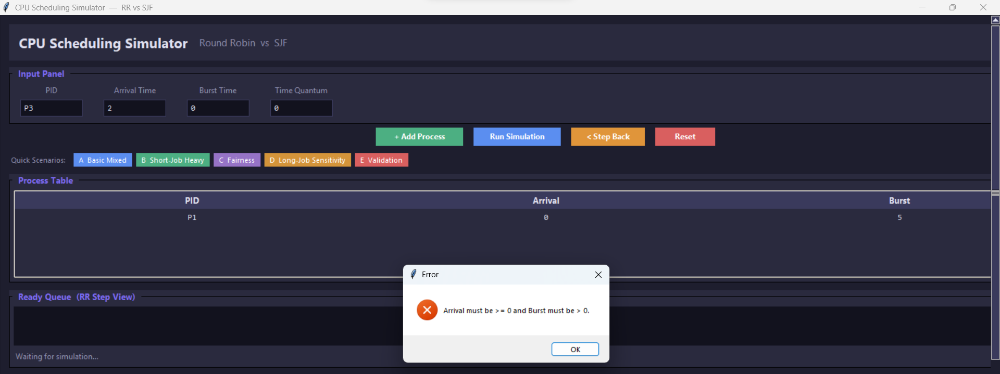 CPU Scheduling Simulator — RR vs SJF
CPU Scheduling Simulator Round Robin vs SJF
Input Panel
PID Arrival Time Burst Time Time Quantum
P3 2 0 0
+ Add Process Run Simulation < Step Back Reset
Quick Scenarios: A Basic Mixed B Short-Job Heavy C Fairness D Long-Job Sensitivity E Validation
Process Table
PID Arrival Burst
P1 0 5
Error
Ready Queue (RR Step View)
Arrival must be >= 0 and Burst must be > 0.
OK
Waiting for simulation...